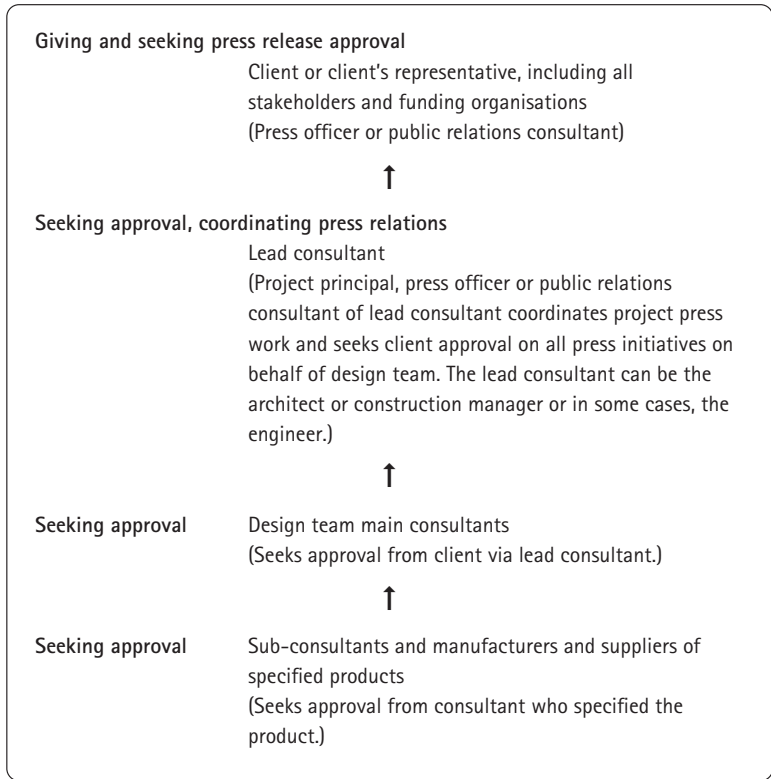 Giving and seeking press release approval
Client or client's representative, including all
stakeholders and funding organisations
(Press officer or public relations consultant)
↑
Seeking approval, coordinating press relations
Lead consultant
(Project principal, press officer or public relations
consultant of lead consultant coordinates project press
work and seeks client approval on all press initiatives on
behalf of design team. The lead consultant can be the
architect or construction manager or in some cases, the
engineer.)
↑
Seeking approval Design team main consultants
(Seeks approval from client via lead consultant.)
↑
Seeking approval Sub-consultants and manufacturers and suppliers of
specified products
(Seeks approval from consultant who specified the
product.)